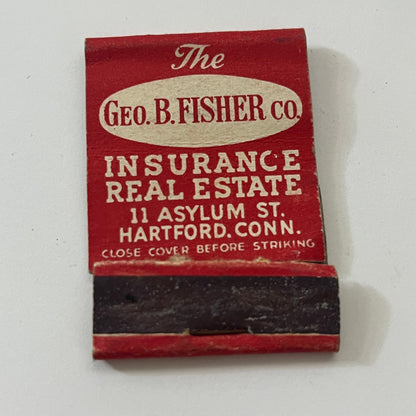 The
GEO. B. FISHER CO.
INSURANCE
REAL ESTATE
11 ASYLUM ST.
HARTFORD, CONN.
CLOSE COVER BEFORE STRIKING